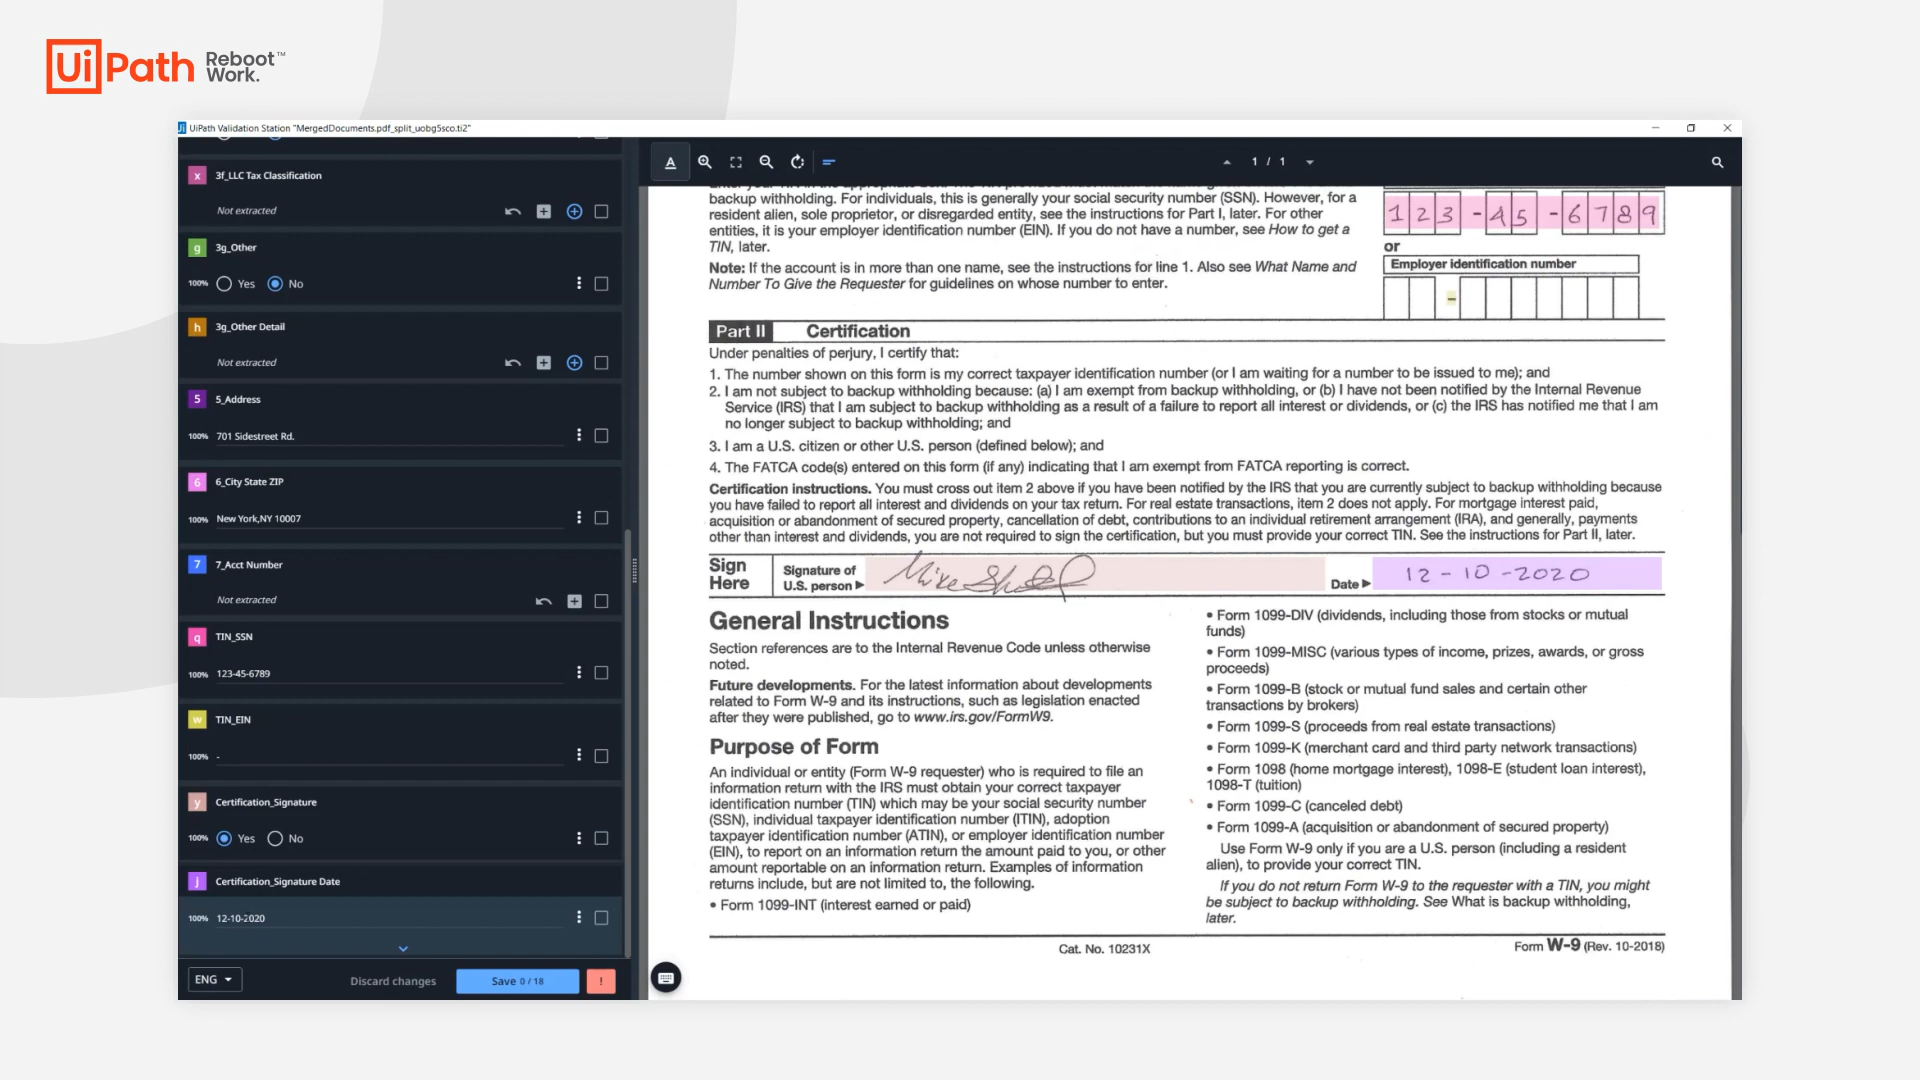 UiPath Reboot™
Work.
UiPath Validation Station "MergedDocuments.pdf_split_uobg5sco.ti2"
x 3f_LLC Tax Classification
Not extracted
g 3g_Other
100% Yes No
h 3g_Other Detail
Not extracted
5 5_Address
100% 701 Sidestreet Rd.
6 6_City State ZIP
100% New York,NY 10007
7 7_Acct Number
Not extracted
q TIN_SSN
100% 123-45-6789
w TIN_EIN
100% -
y Certification_Signature
100% Yes No
j Certification_Signature Date
100% 12-10-2020
ENG Discard changes Save 0 / 18 !
A 1 / 1
backup withholding. For individuals, this is generally your social security number (SSN). However, for a
resident alien, sole proprietor, or disregarded entity, see the instructions for Part I, later. For other
entities, it is your employer identification number (EIN). If you do not have a number, see How to get a
TIN, later.
Note: If the account is in more than one name, see the instructions for line 1. Also see What Name and
Number To Give the Requester for guidelines on whose number to enter.
123-45-6789
or
Employer identification number
–
Part II Certification
Under penalties of perjury, I certify that:
1. The number shown on this form is my correct taxpayer identification number (or I am waiting for a number to be issued to me); and
2. I am not subject to backup withholding because: (a) I am exempt from backup withholding, or (b) I have not been notified by the Internal Revenue
Service (IRS) that I am subject to backup withholding as a result of a failure to report all interest or dividends, or (c) the IRS has notified me that I am
no longer subject to backup withholding; and
3. I am a U.S. citizen or other U.S. person (defined below); and
4. The FATCA code(s) entered on this form (if any) indicating that I am exempt from FATCA reporting is correct.
Certification instructions. You must cross out item 2 above if you have been notified by the IRS that you are currently subject to backup withholding because
you have failed to report all interest and dividends on your tax return. For real estate transactions, item 2 does not apply. For mortgage interest paid,
acquisition or abandonment of secured property, cancellation of debt, contributions to an individual retirement arrangement (IRA), and generally, payments
other than interest and dividends, you are not required to sign the certification, but you must provide your correct TIN. See the instructions for Part II, later.
Sign
Here
Signature of
U.S. person ▶ Mike
Date ▶ 12-10-2020
General Instructions
Section references are to the Internal Revenue Code unless otherwise
noted.
Future developments. For the latest information about developments
related to Form W-9 and its instructions, such as legislation enacted
after they were published, go to www.irs.gov/FormW9.
Purpose of Form
An individual or entity (Form W-9 requester) who is required to file an
information return with the IRS must obtain your correct taxpayer
identification number (TIN) which may be your social security number
(SSN), individual taxpayer identification number (ITIN), adoption
taxpayer identification number (ATIN), or employer identification number
(EIN), to report on an information return the amount paid to you, or other
amount reportable on an information return. Examples of information
returns include, but are not limited to, the following.
• Form 1099-INT (interest earned or paid)
• Form 1099-DIV (dividends, including those from stocks or mutual
funds)
• Form 1099-MISC (various types of income, prizes, awards, or gross
proceeds)
• Form 1099-B (stock or mutual fund sales and certain other
transactions by brokers)
• Form 1099-S (proceeds from real estate transactions)
• Form 1099-K (merchant card and third party network transactions)
• Form 1098 (home mortgage interest), 1098-E (student loan interest),
1098-T (tuition)
• Form 1099-C (canceled debt)
• Form 1099-A (acquisition or abandonment of secured property)
Use Form W-9 only if you are a U.S. person (including a resident
alien), to provide your correct TIN.
If you do not return Form W-9 to the requester with a TIN, you might
be subject to backup withholding. See What is backup withholding,
later.
Cat. No. 10231X
Form W-9 (Rev. 10-2018)